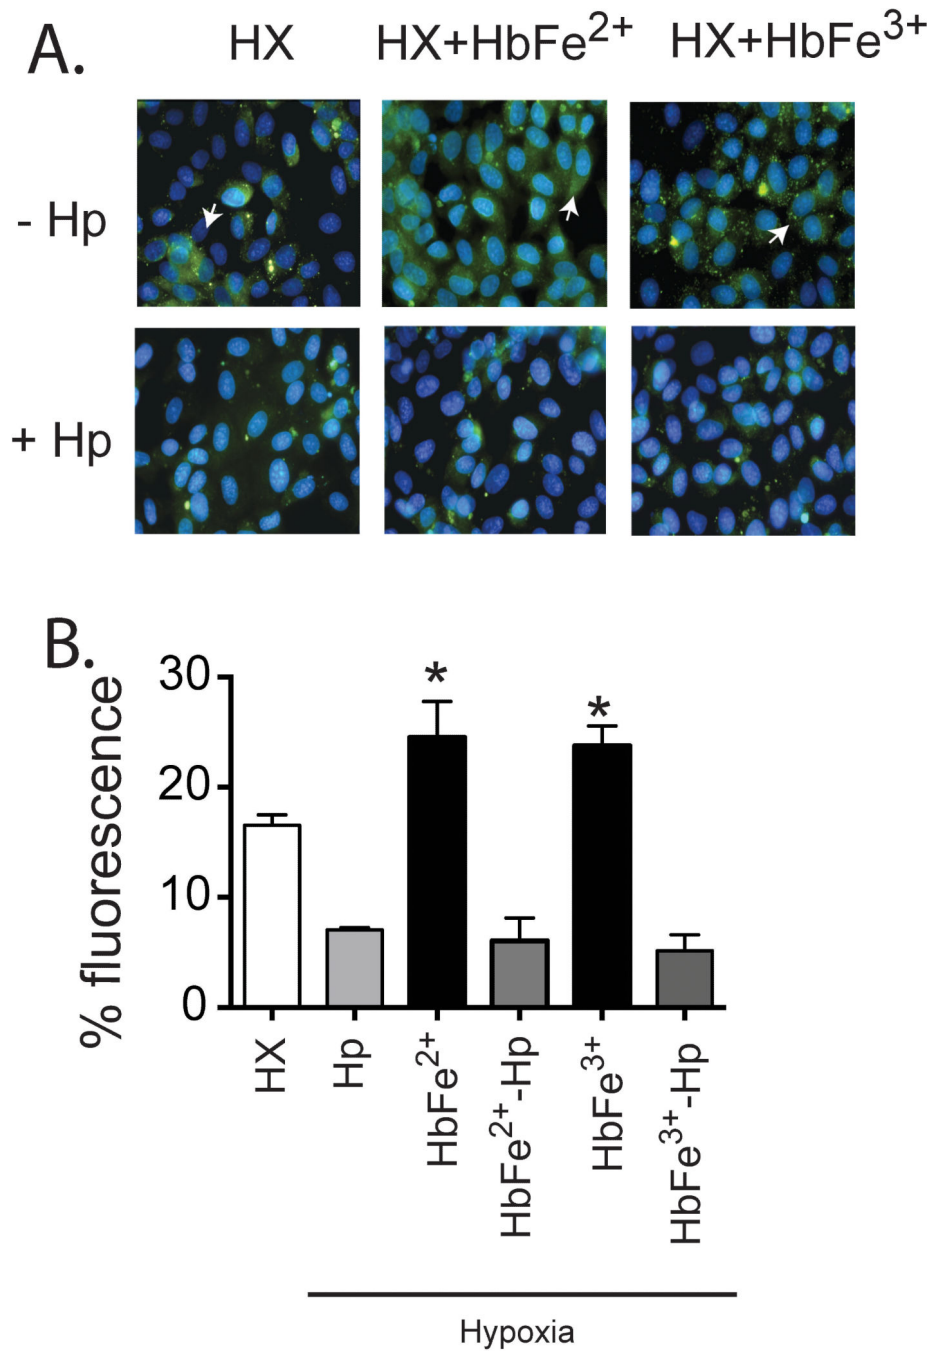 A.
HX HX+HbFe²⁺ HX+HbFe³⁺
- Hp
+ Hp
B.
% fluorescence
30
20
10
0
*
*
HX
Hp
HbFe²⁺
HbFe²⁺-Hp
HbFe³⁺
HbFe³⁺-Hp
Hypoxia